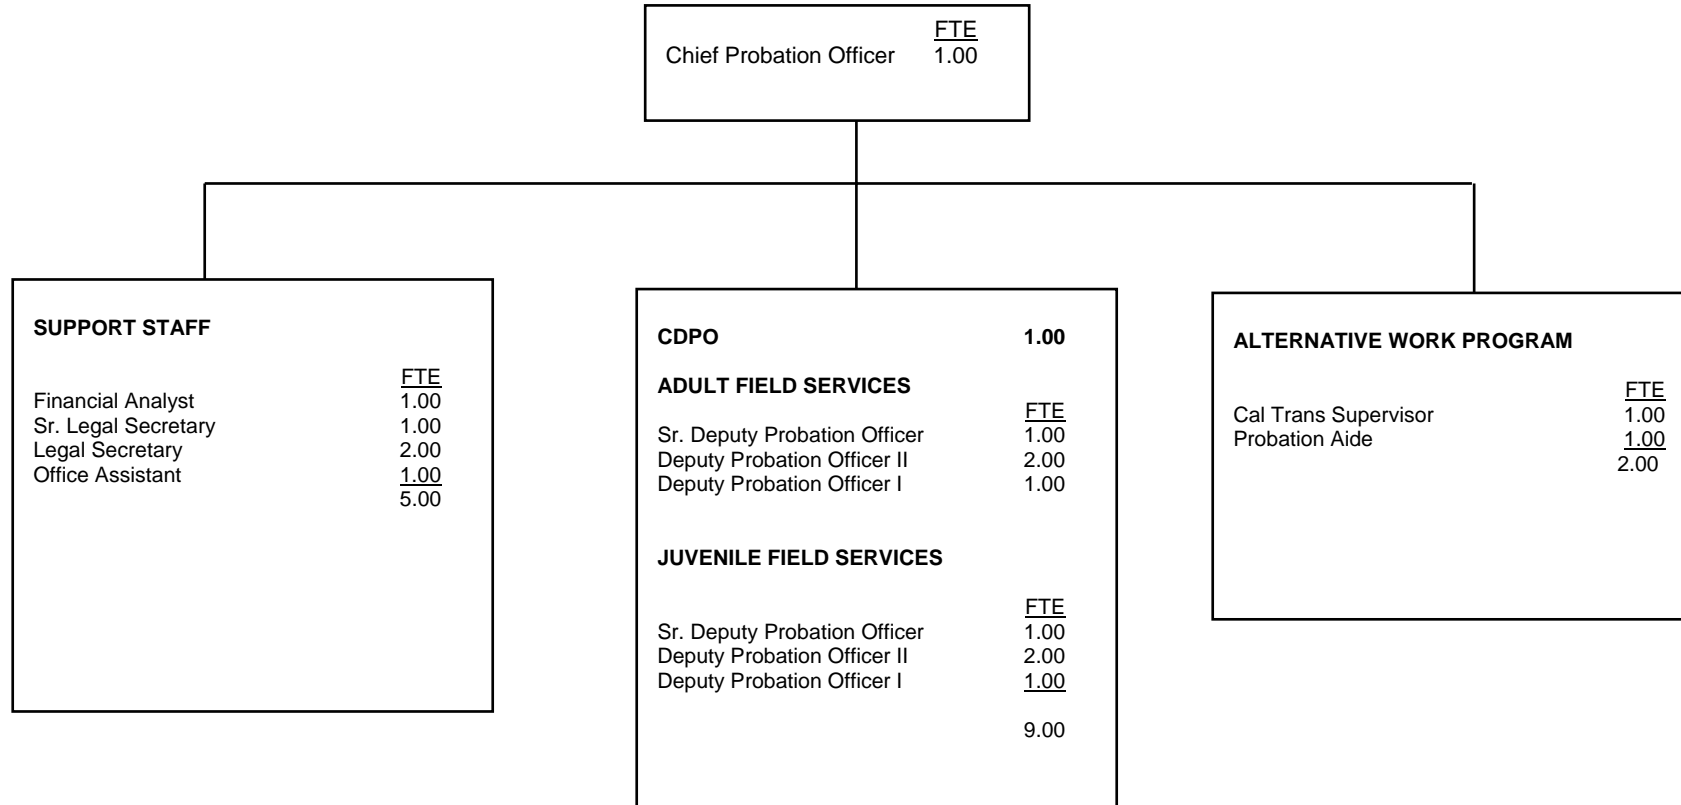 FTE
Chief Probation Officer 1.00
SUPPORT STAFF
FTE
Financial Analyst 1.00
Sr. Legal Secretary 1.00
Legal Secretary 2.00
Office Assistant 1.00
5.00
CDPO 1.00
ADULT FIELD SERVICES
FTE
Sr. Deputy Probation Officer 1.00
Deputy Probation Officer II 2.00
Deputy Probation Officer I 1.00
JUVENILE FIELD SERVICES
FTE
Sr. Deputy Probation Officer 1.00
Deputy Probation Officer II 2.00
Deputy Probation Officer I 1.00
9.00
ALTERNATIVE WORK PROGRAM
FTE
Cal Trans Supervisor 1.00
Probation Aide 1.00
2.00